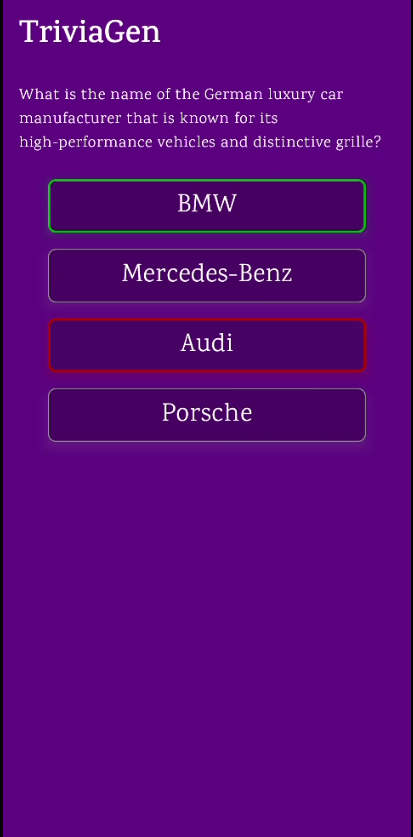 TriviaGen
What is the name of the German luxury car
manufacturer that is known for its
high-performance vehicles and distinctive grille?
BMW
Mercedes-Benz
Audi
Porsche